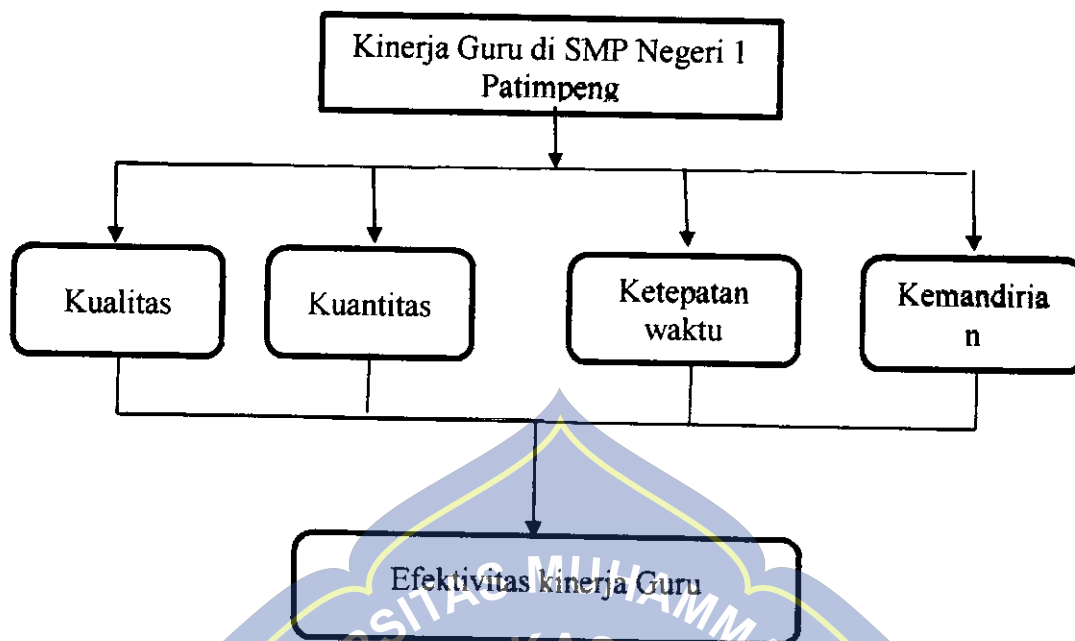 Kinerja Guru di SMP Negeri 1
Patimpeng
Kualitas
Kuantitas
Ketepatan
waktu
Kemandiria
n
Efektivitas kinerja Guru